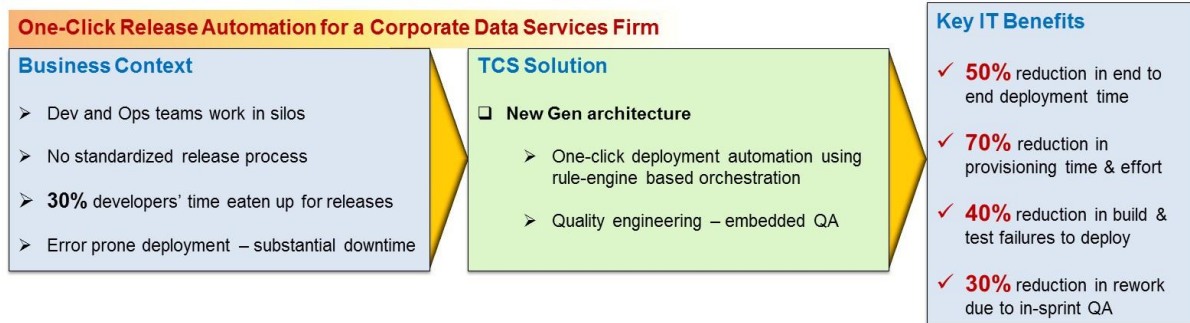 One-Click Release Automation for a Corporate Data Services Firm
Business Context
➢ Dev and Ops teams work in silos
➢ No standardized release process
➢ 30% developers' time eaten up for releases
➢ Error prone deployment – substantial downtime
TCS Solution
❑ New Gen architecture
➢ One-click deployment automation using
rule-engine based orchestration
➢ Quality engineering – embedded QA
Key IT Benefits
✓ 50% reduction in end to
end deployment time
✓ 70% reduction in
provisioning time & effort
✓ 40% reduction in build &
test failures to deploy
✓ 30% reduction in rework
due to in-sprint QA